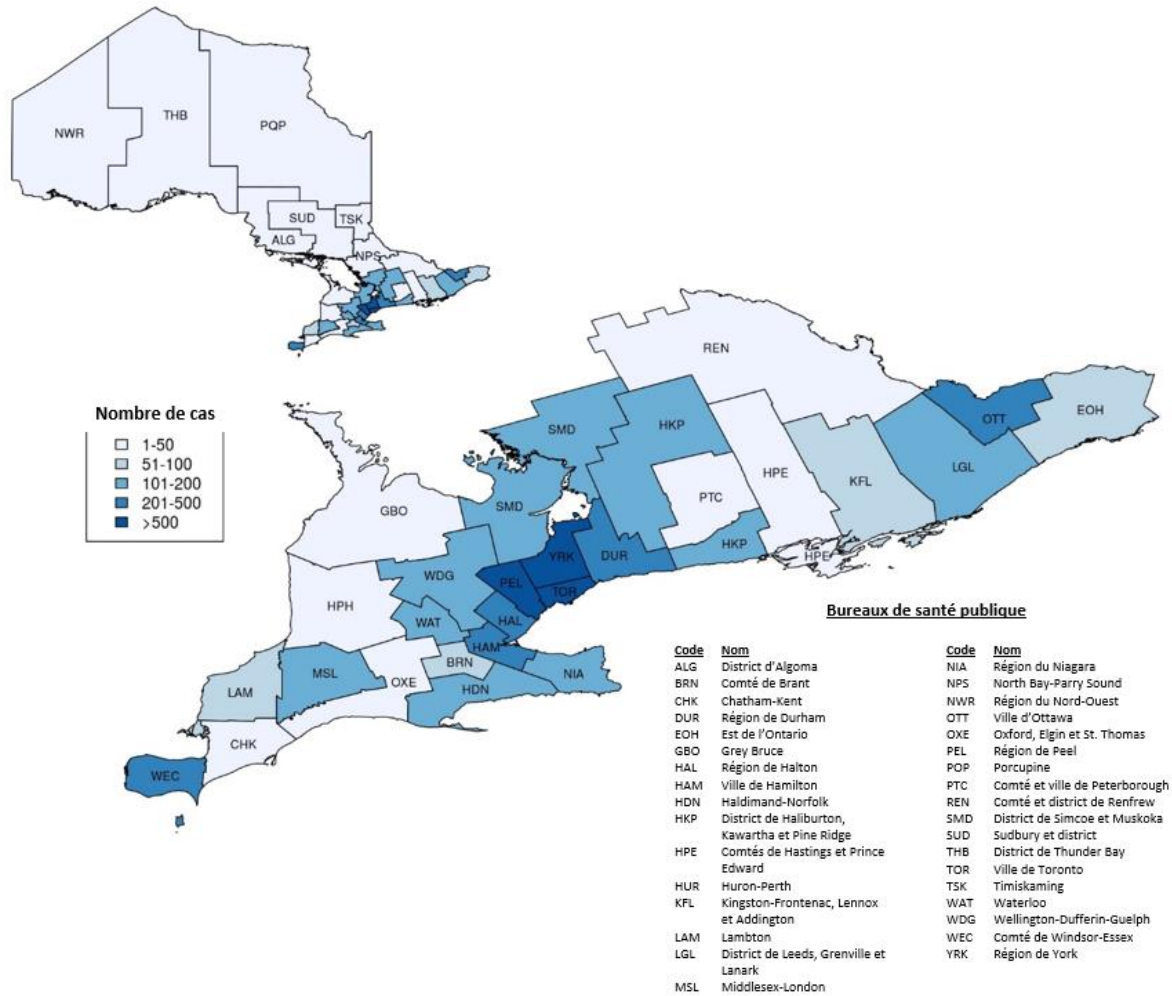 NWR
THB
PQP
SUD
TSK
ALG
NPS
Nombre de cas
1-50
51-100
101-200
201-500
>500
REN
SMD
HKP
OTT
EOH
HPE
LGL
KFL
PTC
GBO
SMD
HKP
YRK
DUR
HPE
WDG
PEL
TOR
HPH
HAL
WAT
HAM
BRN
NIA
MSL
OXE
HDN
LAM
CHK
WEC
Bureaux de santé publique
Code Nom
ALG District d'Algoma
BRN Comté de Brant
CHK Chatham-Kent
DUR Région de Durham
EOH Est de l'Ontario
GBO Grey Bruce
HAL Région de Halton
HAM Ville de Hamilton
HDN Haldimand-Norfolk
HKP District de Haliburton,
Kawartha et Pine Ridge
HPE Comtés de Hastings et Prince
Edward
HUR Huron-Perth
KFL Kingston-Frontenac, Lennox
et Addington
LAM Lambton
LGL District de Leeds, Grenville et
Lanark
MSL Middlesex-London
Code Nom
NIA Région du Niagara
NPS North Bay-Parry Sound
NWR Région du Nord-Ouest
OTT Ville d'Ottawa
OXE Oxford, Elgin et St. Thomas
PEL Région de Peel
POP Porcupine
PTC Comté et ville de Peterborough
REN Comté et district de Renfrew
SMD District de Simcoe et Muskoka
SUD Sudbury et district
THB District de Thunder Bay
TOR Ville de Toronto
TSK Timiskaming
WAT Waterloo
WDG Wellington-Dufferin-Guelph
WEC Comté de Windsor-Essex
YRK Région de York